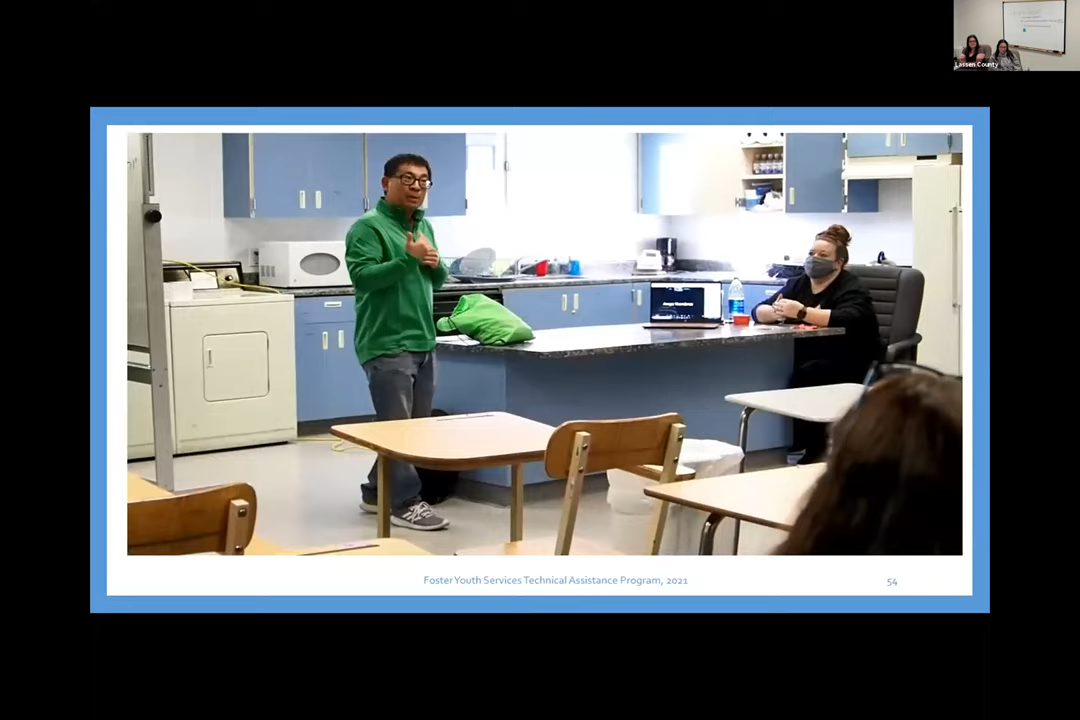 Lassen County
Foster Youth Services Technical Assistance Program, 2021
54